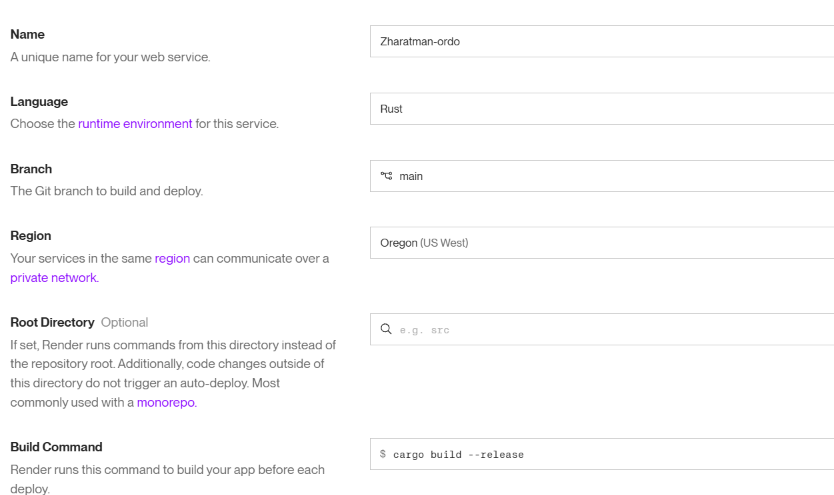 Name
Zharatman-ordo
A unique name for your web service.
Language
Rust
Choose the runtime environment for this service.
Branch
main
The Git branch to build and deploy.
Region
Oregon (US West)
Your services in the same region can communicate over a
private network.
Root Directory Optional
e.g. src
If set, Render runs commands from this directory instead of
the repository root. Additionally, code changes outside of
this directory do not trigger an auto-deploy. Most
commonly used with a monorepo.
Build Command
$ cargo build --release
Render runs this command to build your app before each
deploy.